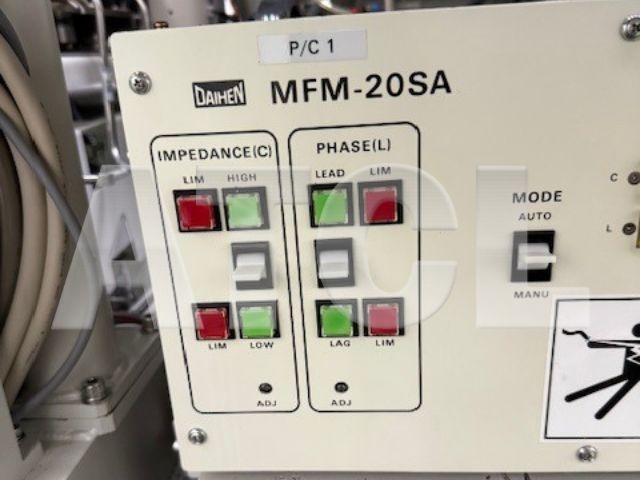 P/C 1
DAIHEN MFM-20SA
IMPEDANCE(C)
LIM HIGH
LIM LOW
ADJ
PHASE(L)
LEAD LIM
LAG LIM
ADJ
MODE
AUTO
MANU
C
L
ATCL